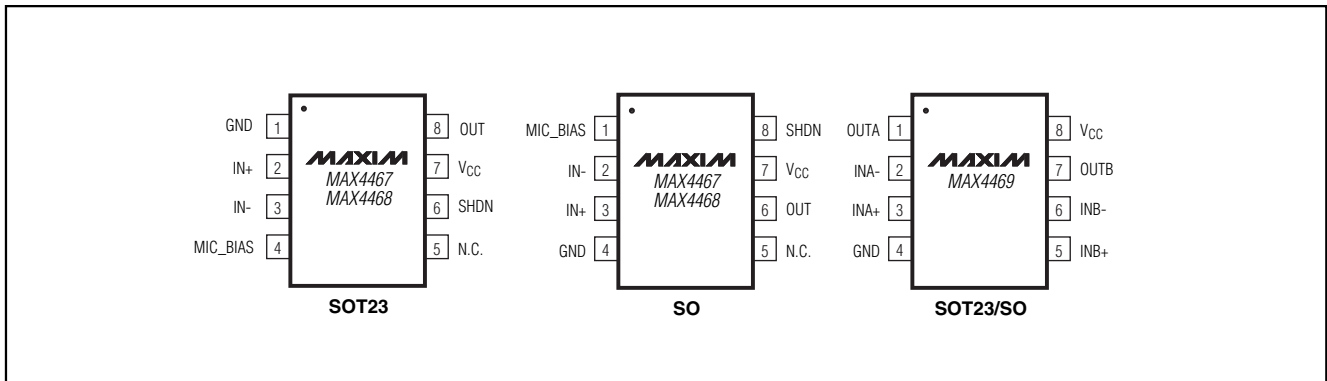 GND 1 8 OUT
IN+ 2 7 VCC
IN- 3 6 SHDN
MIC_BIAS 4 5 N.C.
MAXIM
MAX4467
MAX4468
SOT23
MIC_BIAS 1 8 SHDN
IN- 2 7 VCC
IN+ 3 6 OUT
GND 4 5 N.C.
MAXIM
MAX4467
MAX4468
SO
OUTA 1 8 VCC
INA- 2 7 OUTB
INA+ 3 6 INB-
GND 4 5 INB+
MAXIM
MAX4469
SOT23/SO